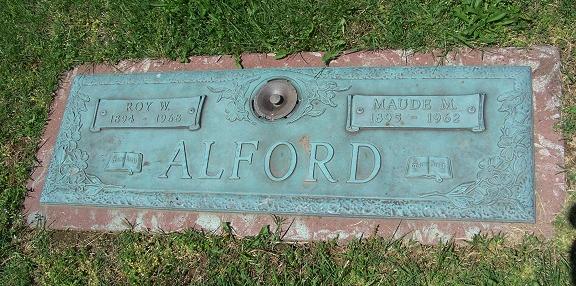 ROY W.
1894 - 1968
MAUDE M.
1895 - 1962
ALFORD